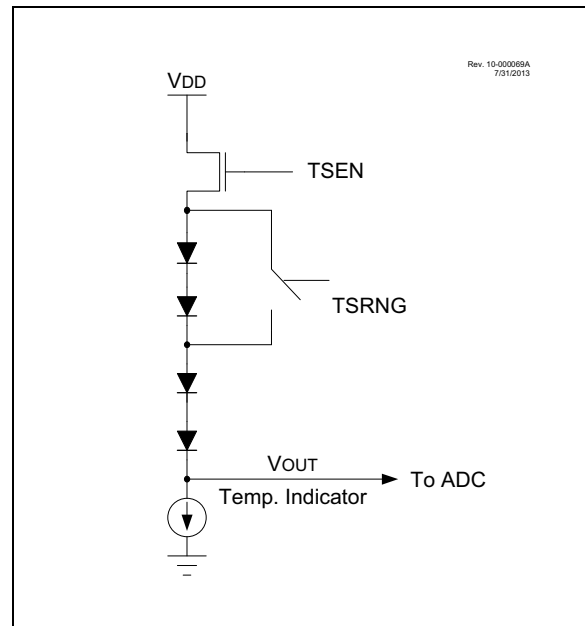 Rev. 10-000069A
7/31/2013
VDD
TSEN
TSRNG
VOUT
Temp. Indicator
To ADC